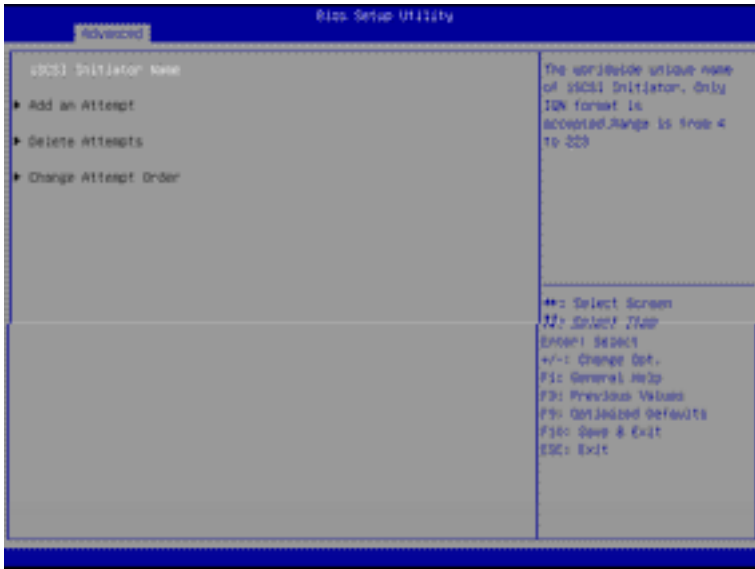 Bios Setup Utility
Advanced
iSCSI Initiator Name
Add an Attempt
Delete Attempts
Change Attempt Order
The worldwide unique name
of iSCSI Initiator. Only
IQN format is
accepted.Range is from 4
to 223
: Select Screen
: Select Item
Enter: Select
+/-: Change Opt.
F1: General Help
F3: Previous Values
F9: Optimized Defaults
F10: Save & Exit
ESC: Exit